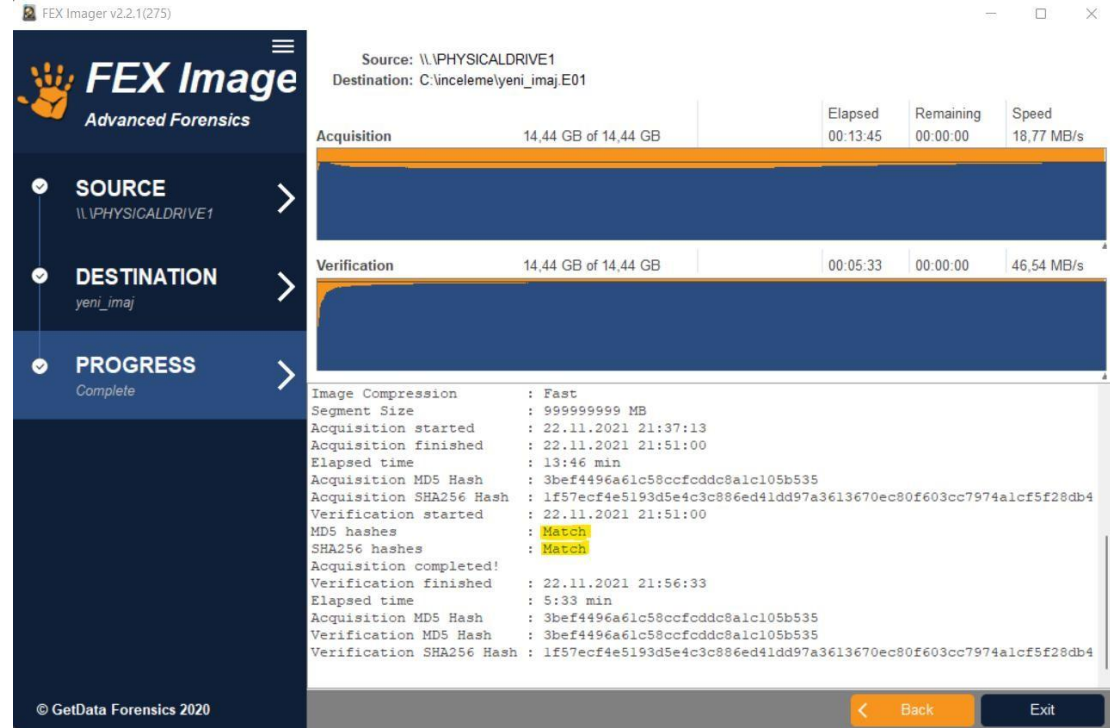 FEX Imager v2.2.1(275)
FEX Image
Advanced Forensics
SOURCE
\\.\PHYSICALDRIVE1
DESTINATION
yeni_imaj
PROGRESS
Complete
© GetData Forensics 2020
Source: \\.\PHYSICALDRIVE1
Destination: C:\inceleme\yeni_imaj.E01
Elapsed Remaining Speed
Acquisition 14,44 GB of 14,44 GB 00:13:45 00:00:00 18,77 MB/s
Verification 14,44 GB of 14,44 GB 00:05:33 00:00:00 46,54 MB/s
Image Compression : Fast
Segment Size : 999999999 MB
Acquisition started : 22.11.2021 21:37:13
Acquisition finished : 22.11.2021 21:51:00
Elapsed time : 13:46 min
Acquisition MD5 Hash : 3bef4496a61c58ccfcddc8a1c105b535
Acquisition SHA256 Hash : 1f57ecf4e5193d5e4c3c886ed41dd97a3613670ec80f603cc7974a1cf5f28db4
Verification started : 22.11.2021 21:51:00
MD5 hashes : Match
SHA256 hashes : Match
Acquisition completed!
Verification finished : 22.11.2021 21:56:33
Elapsed time : 5:33 min
Acquisition MD5 Hash : 3bef4496a61c58ccfcddc8a1c105b535
Verification MD5 Hash : 3bef4496a61c58ccfcddc8a1c105b535
Verification SHA256 Hash : 1f57ecf4e5193d5e4c3c886ed41dd97a3613670ec80f603cc7974a1cf5f28db4
Back
Exit